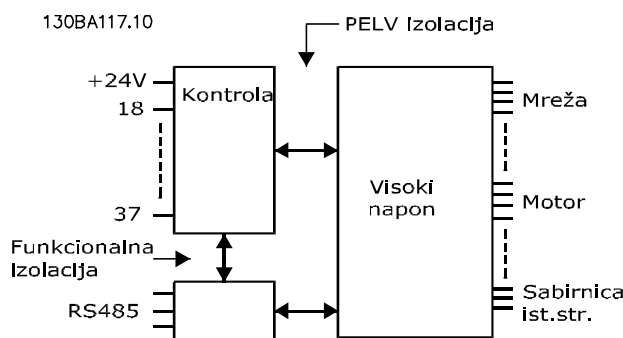 130BA117.10
PELV izolacija
+24V
18
37
Kontrola
Visoki
napon
Mreža
Motor
Sabirnica
ist.str.
Funkcionalna
izolacija
RS485